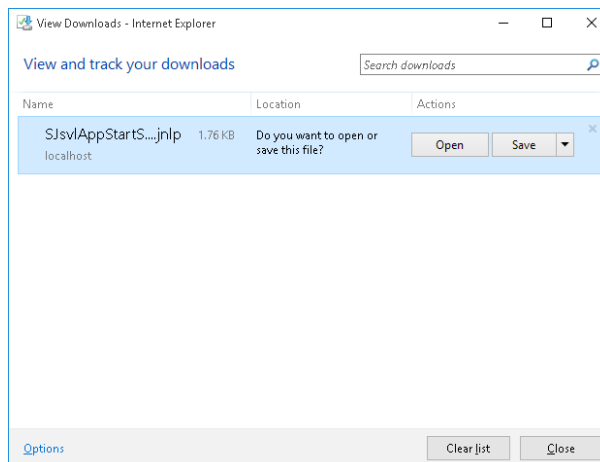 View Downloads - Internet Explorer
View and track your downloads
Search downloads
Name Location Actions
SJsvlAppStartS....jnlp 1.76 KB Do you want to open or save this file? Open Save
localhost
Options Clear list Close